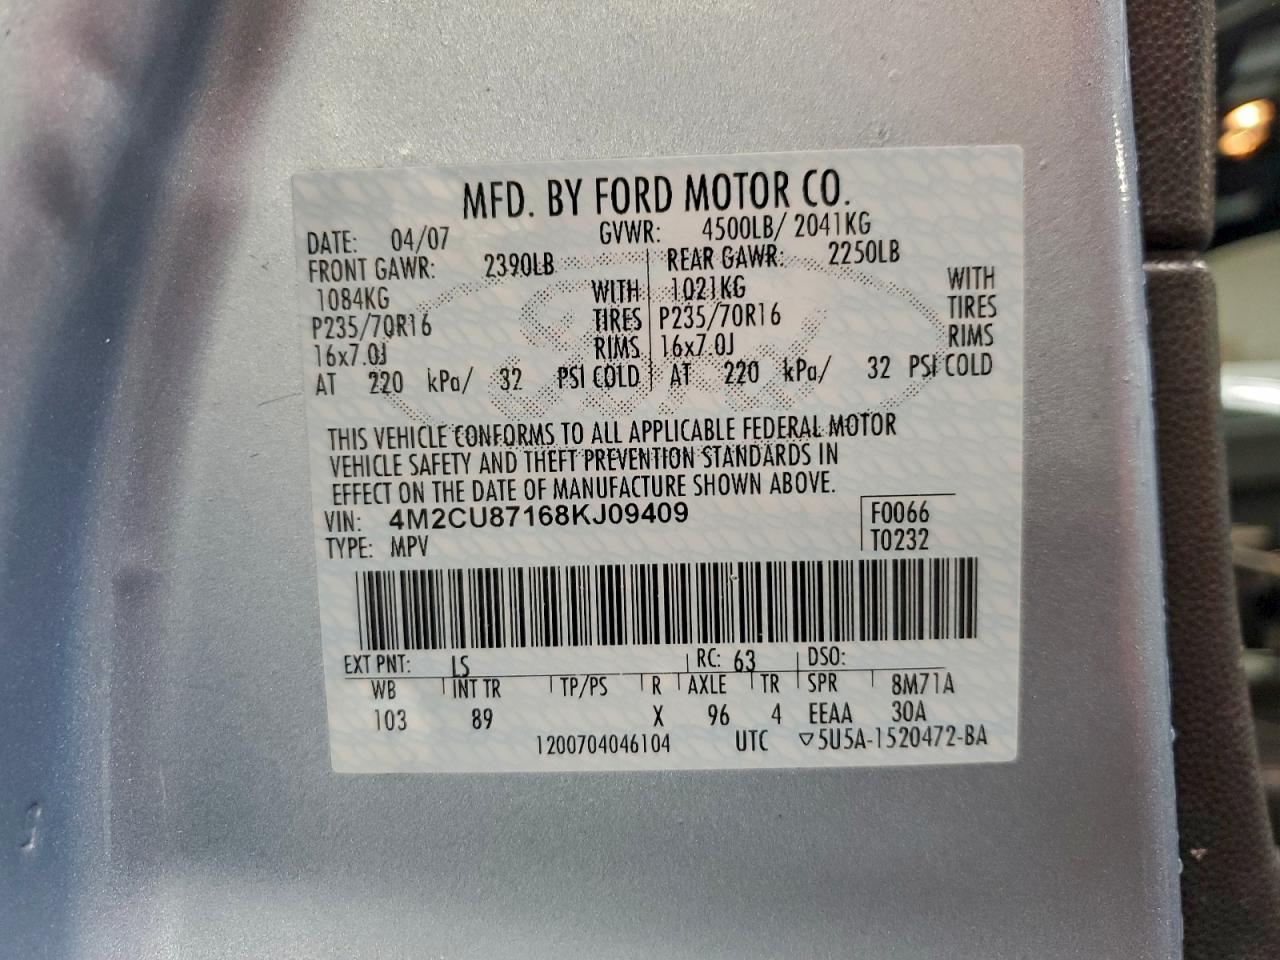 MFD. BY FORD MOTOR CO.
DATE: 04/07 GVWR: 4500LB/ 2041KG
FRONT GAWR: 2390LB REAR GAWR: 2250LB
1084KG WITH 1021KG WITH
P235/70R16 TIRES P235/70R16 TIRES
16x7.0J RIMS 16x7.0J RIMS
AT 220 kPa/ 32 PSI COLD AT 220 kPa/ 32 PSI COLD
THIS VEHICLE CONFORMS TO ALL APPLICABLE FEDERAL MOTOR
VEHICLE SAFETY AND THEFT PREVENTION STANDARDS IN
EFFECT ON THE DATE OF MANUFACTURE SHOWN ABOVE.
VIN: 4M2CU87168KJ09409 F0066
TYPE: MPV T0232
EXT PNT: LS RC: 63 DSO:
WB INT TR TP/PS R AXLE TR SPR 8M71A
103 89 X 96 4 EEAA 30A
1200704046104 UTC ▽5U5A-1520472-BA